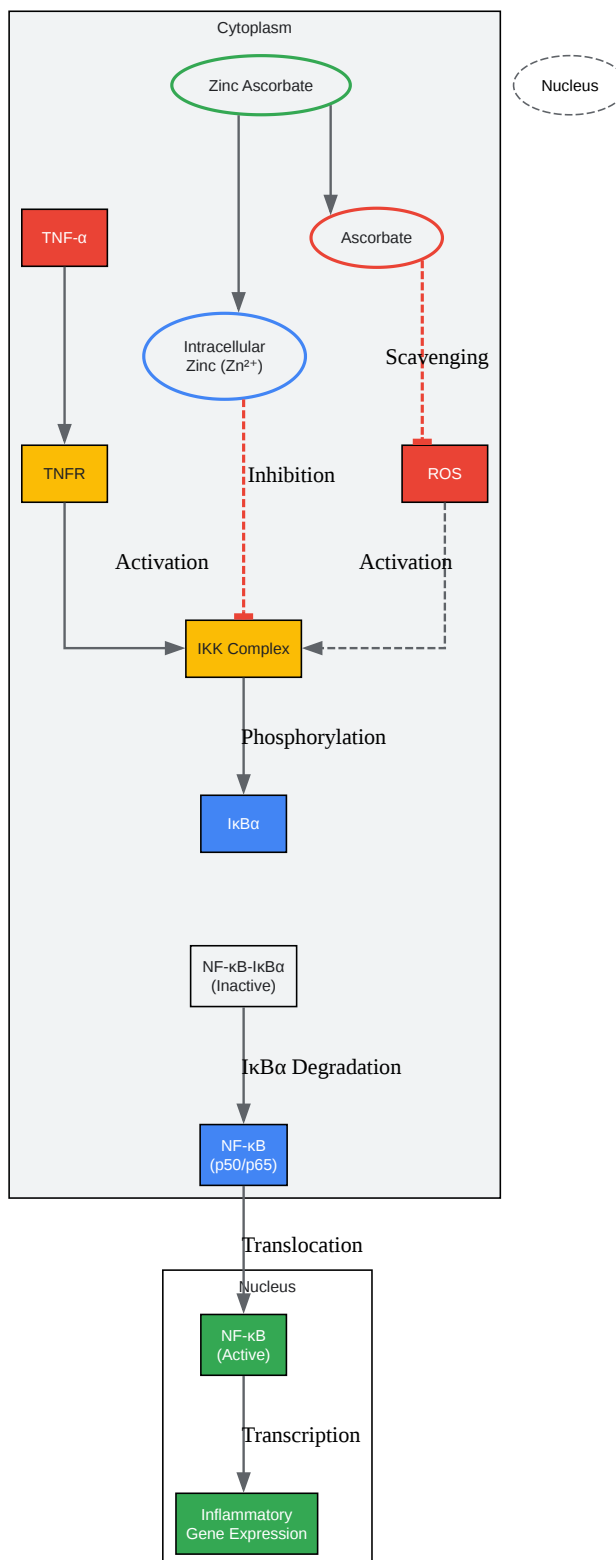 Cytoplasm
Zinc Ascorbate
Nucleus
TNF-α
Ascorbate
Intracellular
Zinc (Zn²⁺)
Scavenging
TNFR
Inhibition
ROS
Activation
Activation
IKK Complex
Phosphorylation
IκBα
NF-κB-IκBα
(Inactive)
IκBα Degradation
NF-κB
(p50/p65)
Translocation
Nucleus
NF-κB
(Active)
Transcription
Inflammatory
Gene Expression